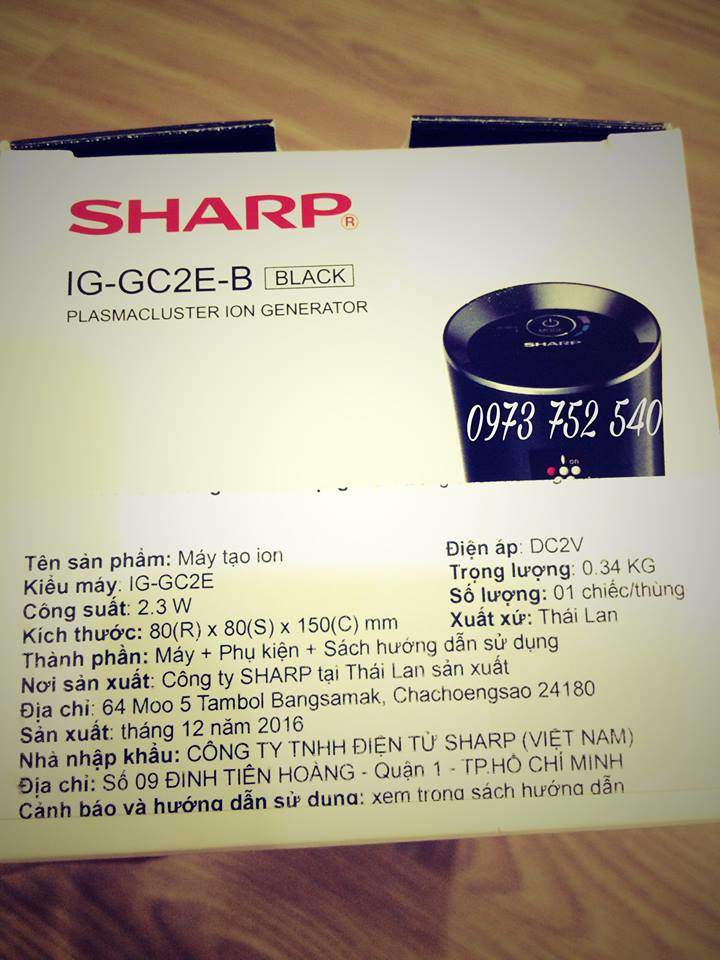 SHARP®
IG-GC2E-B BLACK
PLASMACLUSTER ION GENERATOR
MODE
SHARP
0973 752 540
on
Tên sản phẩm: Máy tạo ion
Kiểu máy: IG-GC2E
Công suất: 2.3 W
Kích thước: 80(R) x 80(S) x 150(C) mm
Điện áp: DC2V
Trọng lượng: 0.34 KG
Số lượng: 01 chiếc/thùng
Xuất xứ: Thái Lan
Thành phần: Máy + Phụ kiện + Sách hướng dẫn sử dụng
Nơi sản xuất: Công ty SHARP tại Thái Lan sản xuất
Địa chỉ: 64 Moo 5 Tambol Bangsamak, Chachoengsao 24180
Sản xuất: tháng 12 năm 2016
Nhà nhập khẩu: CÔNG TY TNHH ĐIỆN TỬ SHARP (VIỆT NAM)
Địa chỉ: Số 09 ĐINH TIÊN HOÀNG - Quận 1 - TP.HỒ CHÍ MINH
Cảnh báo và hướng dẫn sử dụng: xem trong sách hướng dẫn